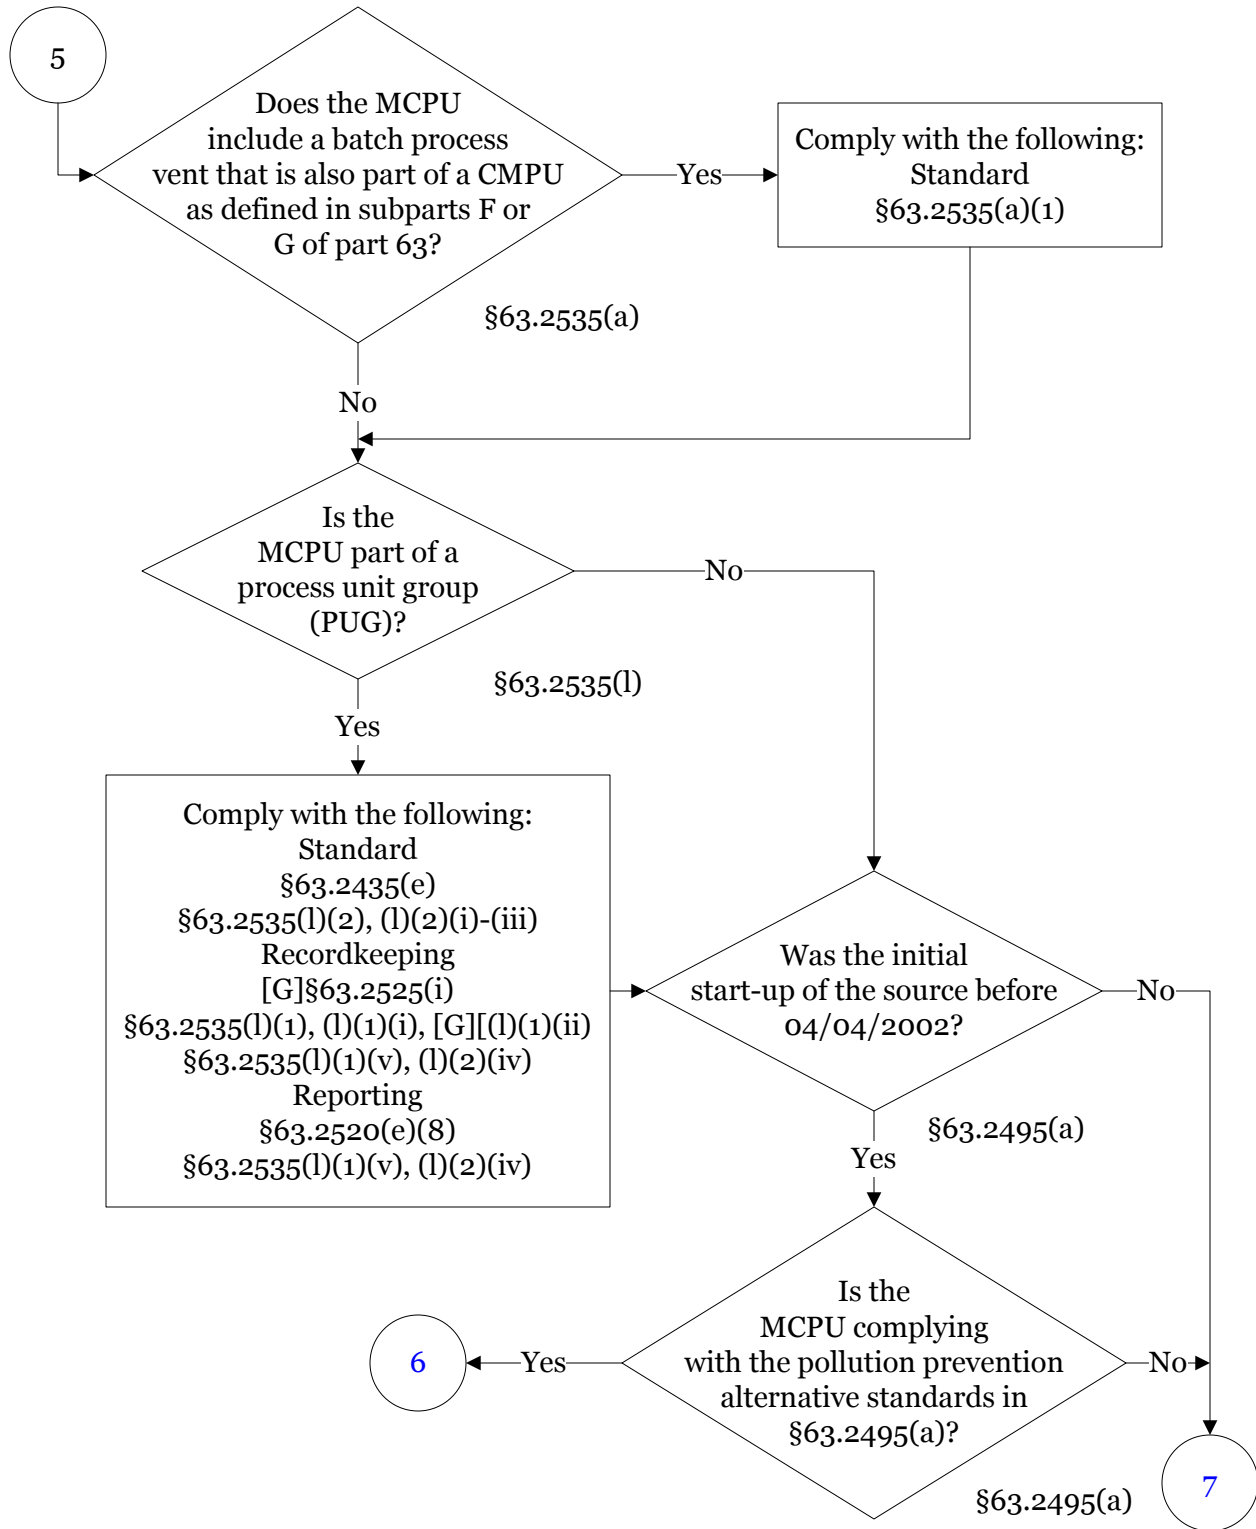 5
Does the MCPU
include a batch process
vent that is also part of a CMPU
as defined in subparts F or
G of part 63?
Yes
Comply with the following:
Standard
§63.2535(a)(1)
§63.2535(a)
No
Is the
MCPU part of a
process unit group
(PUG)?
No
§63.2535(l)
Yes
Comply with the following:
Standard
§63.2435(e)
§63.2535(l)(2), (l)(2)(i)-(iii)
Recordkeeping
[G]§63.2525(i)
§63.2535(l)(1), (l)(1)(i), [G][(l)(1)(ii)
§63.2535(l)(1)(v), (l)(2)(iv)
Reporting
§63.2520(e)(8)
§63.2535(l)(1)(v), (l)(2)(iv)
Was the initial
start-up of the source before
04/04/2002?
No
§63.2495(a)
Yes
Is the
MCPU complying
with the pollution prevention
alternative standards in
§63.2495(a)?
Yes
6
No
7
§63.2495(a)